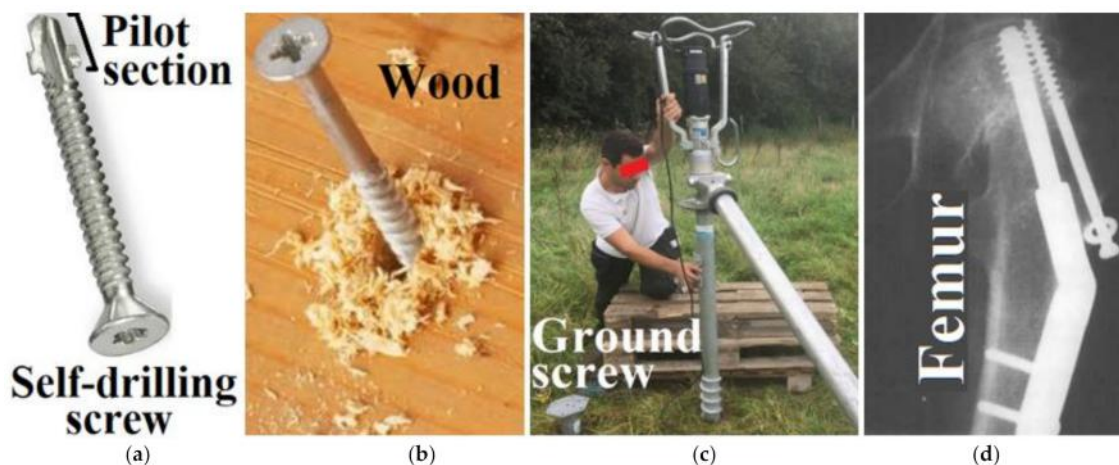 Pilot
section
Self-drilling
screw
Wood
Ground
screw
Femur
(a)
(b)
(c)
(d)